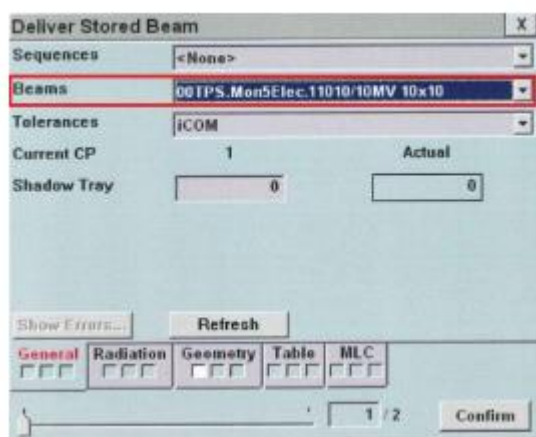 Deliver Stored Beam X
Sequences <None>
Beams 00TPS.Mon5Elec.11010/10MV 10x10
Tolerances iCOM
Current CP 1 Actual
Shadow Tray 0 0
Show Errors... Refresh
General Radiation Geometry Table MLC
1 / 2 Confirm